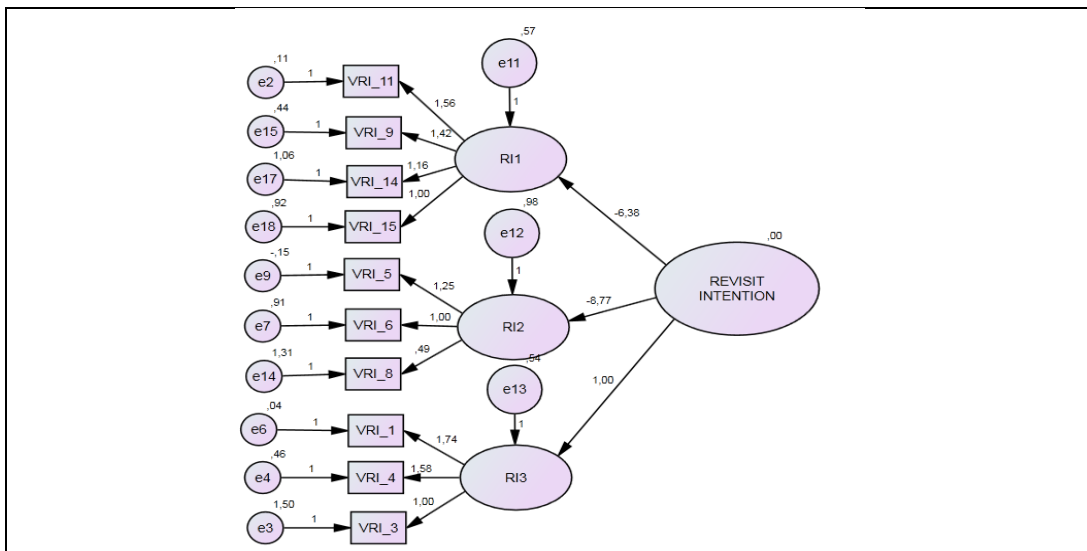 ,57
e11
1
,11
e2
1
VRI_11
1,56
,44
e15
1
VRI_9
1,42
RI1
1,06
e17
1
VRI_14
1,16
,92
e18
1
VRI_15
1,00
-6,38
,98
e12
1
,00
REVISIT
INTENTION
-,15
e9
1
VRI_5
1,25
-8,77
,91
e7
1
VRI_6
1,00
RI2
1,31
e14
1
VRI_8
,49
,54
e13
1
1,00
,04
e6
1
VRI_1
1,74
,46
e4
1
VRI_4
1,58
RI3
1,50
e3
1
VRI_3
1,00